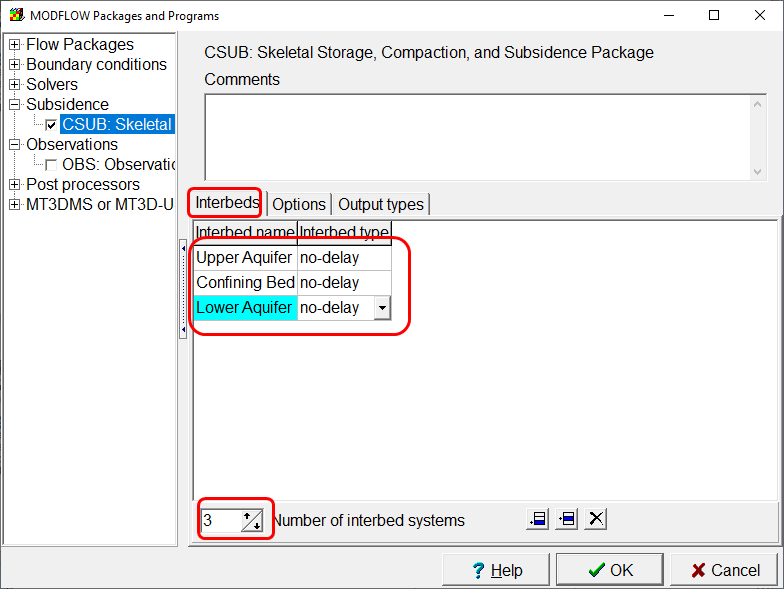 MODFLOW Packages and Programs
Flow Packages
Boundary conditions
Solvers
Subsidence
CSUB: Skeletal
Observations
OBS: Observatio
Post processors
MT3DMS or MT3D-U
CSUB: Skeletal Storage, Compaction, and Subsidence Package
Comments
Interbeds Options Output types
Interbed name Interbed type
Upper Aquifer no-delay
Confining Bed no-delay
Lower Aquifer no-delay
3 Number of interbed systems
Help OK Cancel